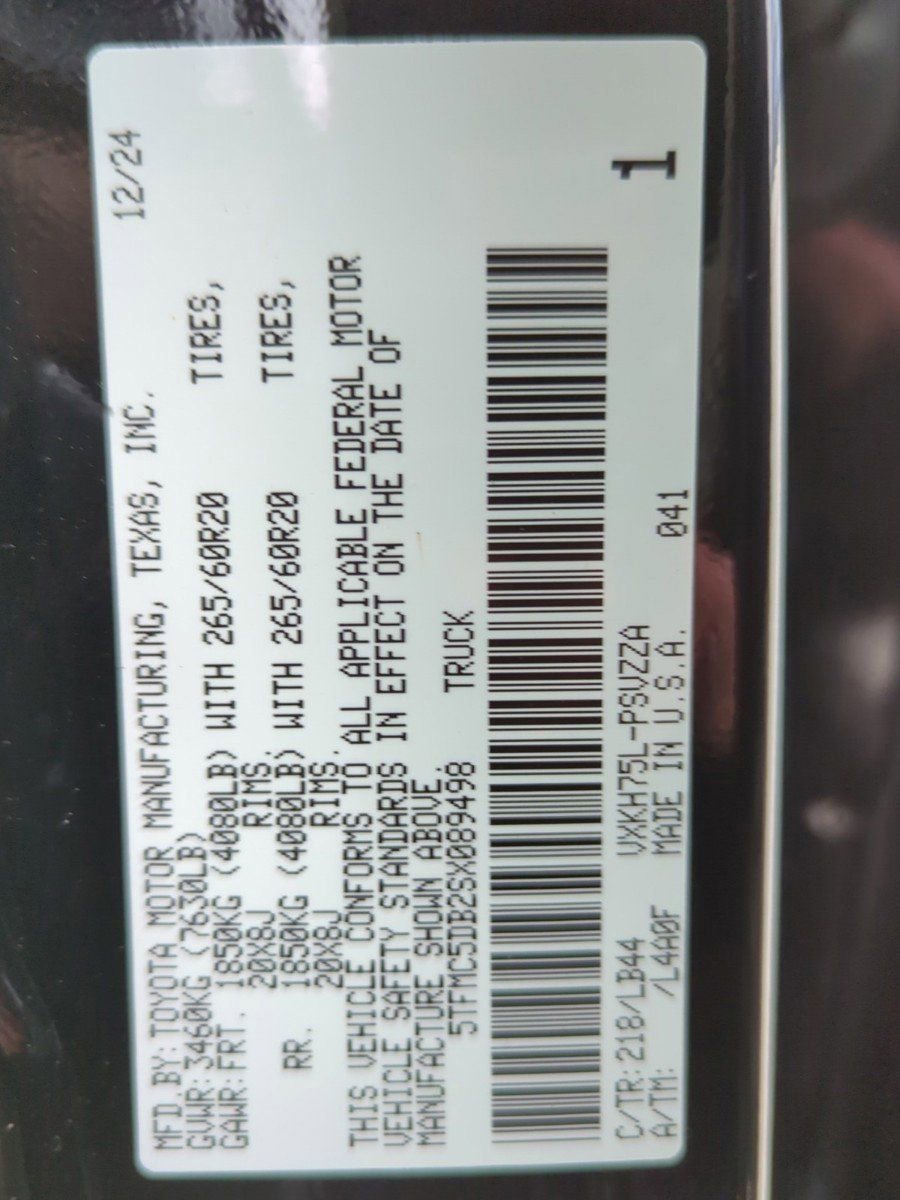 12/24
MFD.BY:TOYOTA MOTOR MANUFACTURING, TEXAS, INC.
GVWR:3460KG (7630LB)
GAWR:FRT. 1850KG (4080LB) WITH 265/60R20 TIRES,
20X8J RIMS,
RR. 1850KG (4080LB) WITH 265/60R20 TIRES,
20X8J RIMS.
THIS VEHICLE CONFORMS TO ALL APPLICABLE FEDERAL MOTOR
VEHICLE SAFETY STANDARDS IN EFFECT ON THE DATE OF
MANUFACTURE SHOWN ABOVE.
5TFMC5DB2SX089498 TRUCK
1
C/TR:218/LB44 VXKH75L-PSVZZA
A/TM: /L4A0F MADE IN U.S.A. 041